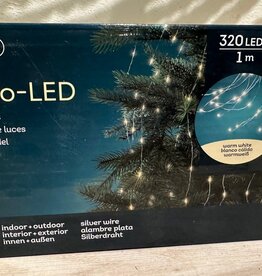 320 LED
1 m
o-LED
e luces
iel
warm white
blanco cálido
warmweiß
indoor + outdoor
interior + exterior
innen + außen
silver wire
alambre plata
Silberdraht